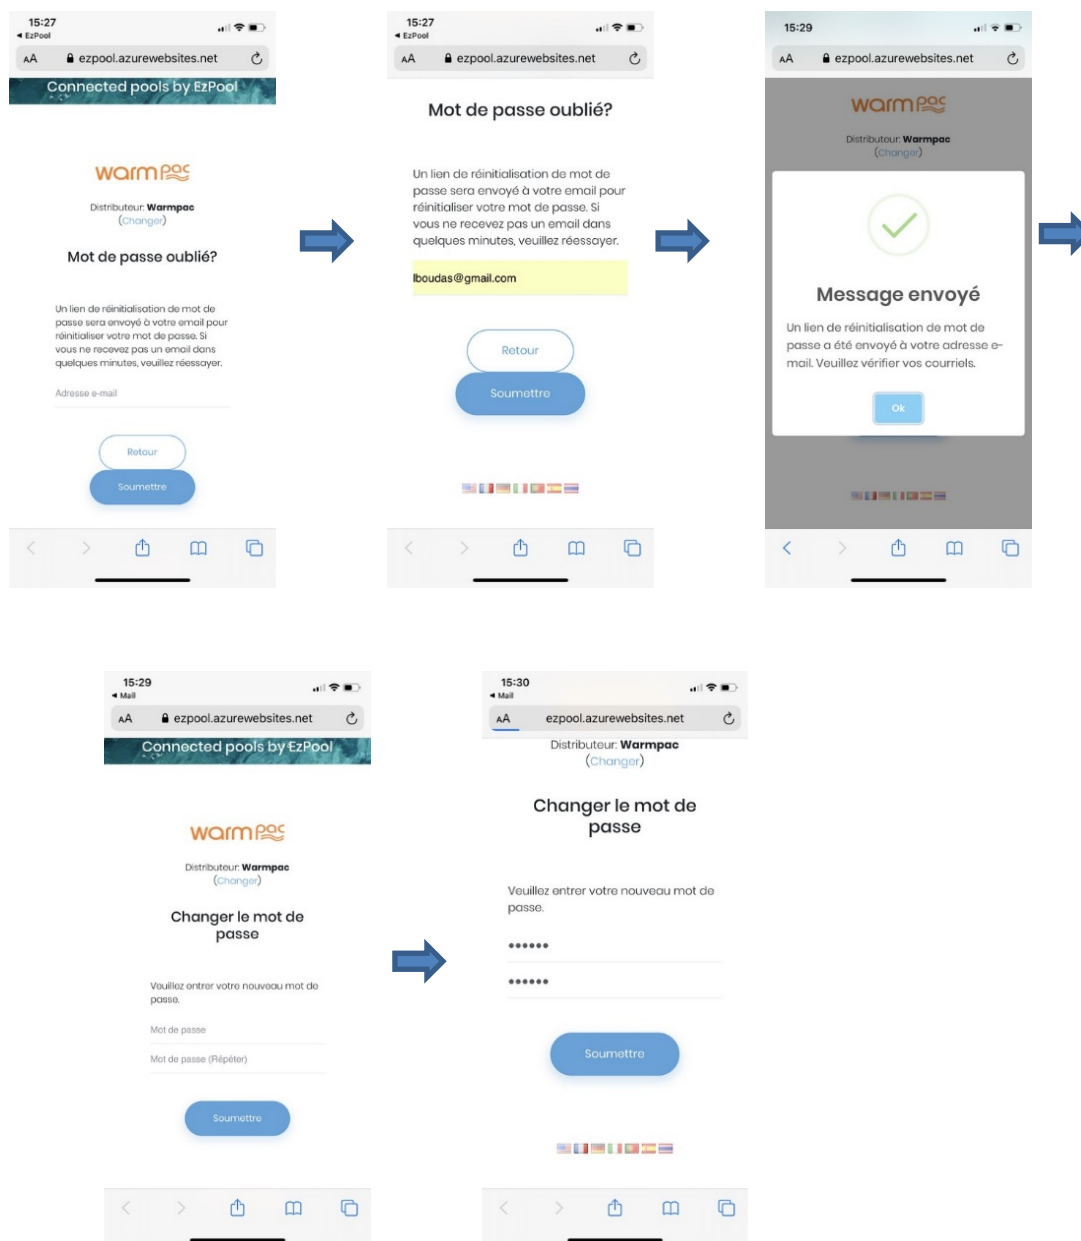 15:27
◄ EzPool
AA ezpool.azurewebsites.net
Connected pools by EzPool
warmpac
Distributeur: Warmpac
(Changer)
Mot de passe oublié?
Un lien de réinitialisation de mot de
passe sera envoyé à votre email pour
réinitialiser votre mot de passe. Si
vous ne recevez pas un email dans
quelques minutes, veuillez réessayer.
Adresse e-mail
Retour
Soumettre
15:27
◄ EzPool
AA ezpool.azurewebsites.net
Mot de passe oublié?
Un lien de réinitialisation de mot de
passe sera envoyé à votre email pour
réinitialiser votre mot de passe. Si
vous ne recevez pas un email dans
quelques minutes, veuillez réessayer.
lboudas@gmail.com
Retour
Soumettre
15:29
AA ezpool.azurewebsites.net
warmpac
Distributeur: Warmpac
(Changer)
Message envoyé
Un lien de réinitialisation de mot de
passe a été envoyé à votre adresse e-
mail. Veuillez vérifier vos courriels.
Ok
15:29
◄ Mail
AA ezpool.azurewebsites.net
Connected pools by EzPool
warmpac
Distributeur: Warmpac
(Changer)
Changer le mot de
passe
Veuillez entrer votre nouveau mot de
passe.
Mot de passe
Mot de passe (Répéter)
Soumettre
15:30
◄ Mail
AA ezpool.azurewebsites.net
Distributeur: Warmpac
(Changer)
Changer le mot de
passe
Veuillez entrer votre nouveau mot de
passe.
••••••
••••••
Soumettre